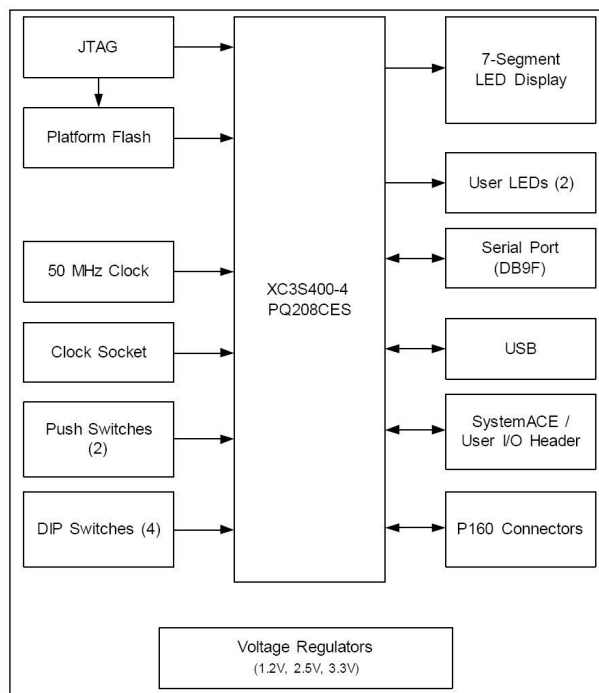 JTAG
Platform Flash
50 MHz Clock
Clock Socket
Push Switches
(2)
DIP Switches (4)
XC3S400-4
PQ208CES
7-Segment
LED Display
User LEDs (2)
Serial Port
(DB9F)
USB
SystemACE /
User I/O Header
P160 Connectors
Voltage Regulators
(1.2V, 2.5V, 3.3V)